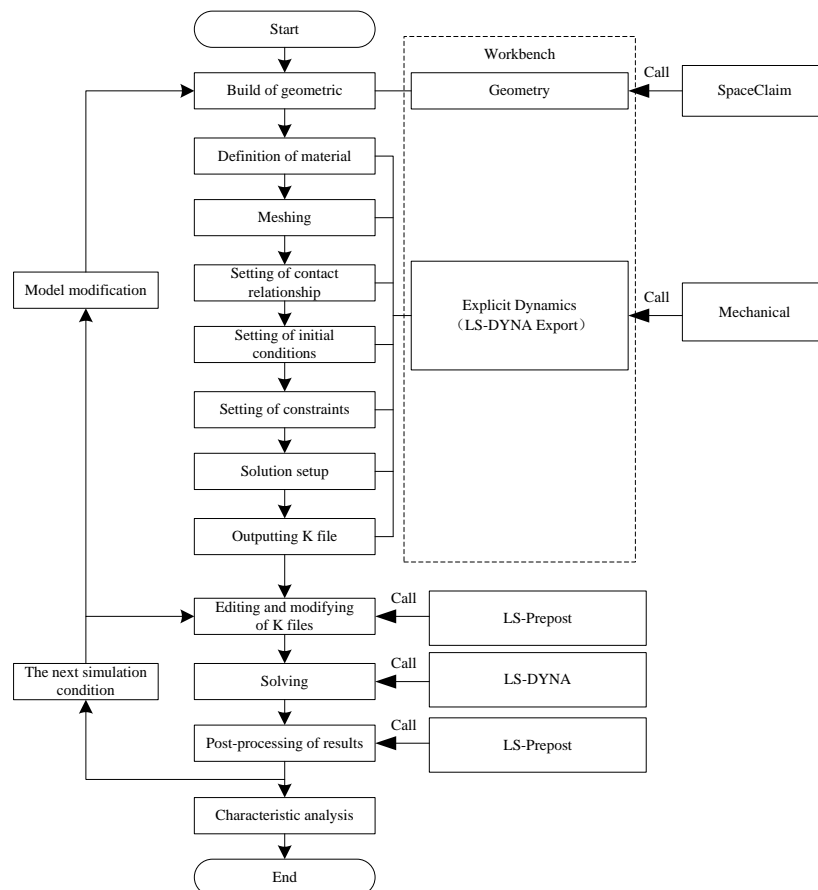 Start
Workbench
Build of geometric
Geometry
Call
SpaceClaim
Definition of material
Meshing
Setting of contact
relationship
Model modification
Explicit Dynamics
（LS-DYNA Export）
Call
Mechanical
Setting of initial
conditions
Setting of constraints
Solution setup
Outputting K file
Editing and modifying
of K files
Call
LS-Prepost
The next simulation
condition
Solving
Call
LS-DYNA
Post-processing of results
Call
LS-Prepost
Characteristic analysis
End